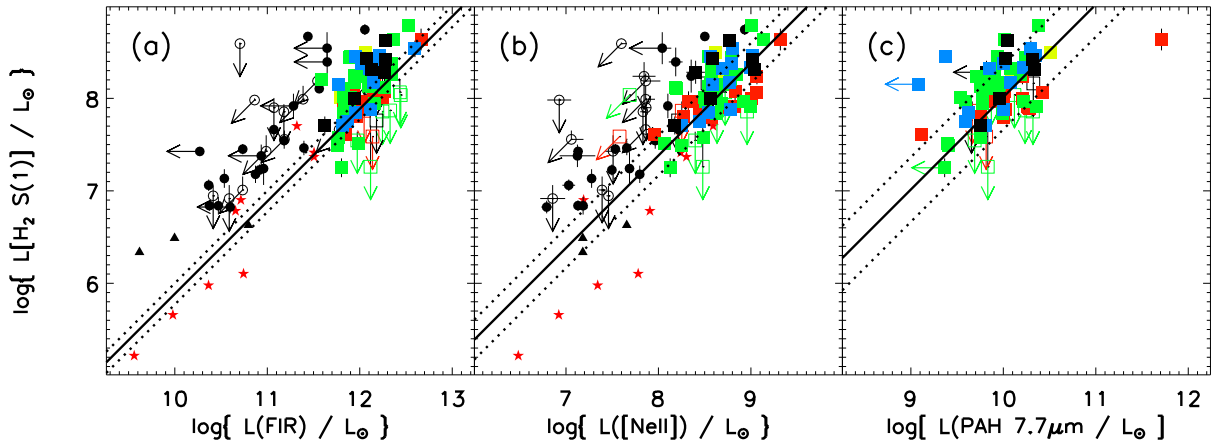 (a) (b) (c)
log{ L[H₂ S(1)] / L⊙ }
8
7
6
10 11 12 13 7 8 9 9 10 11 12
log{ L(FIR) / L⊙ } log{ L([NeII]) / L⊙ } log[ L(PAH 7.7μm / L⊙ ]